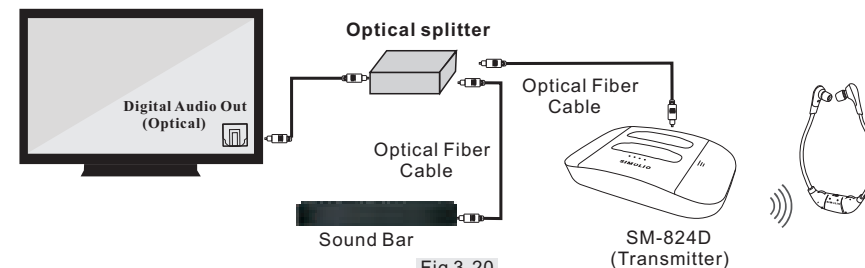 Optical splitter
Digital Audio Out
(Optical)
Optical Fiber
Cable
Optical Fiber
Cable
SIMOLIO
Sound Bar
SM-824D
(Transmitter)
Fig 3-20